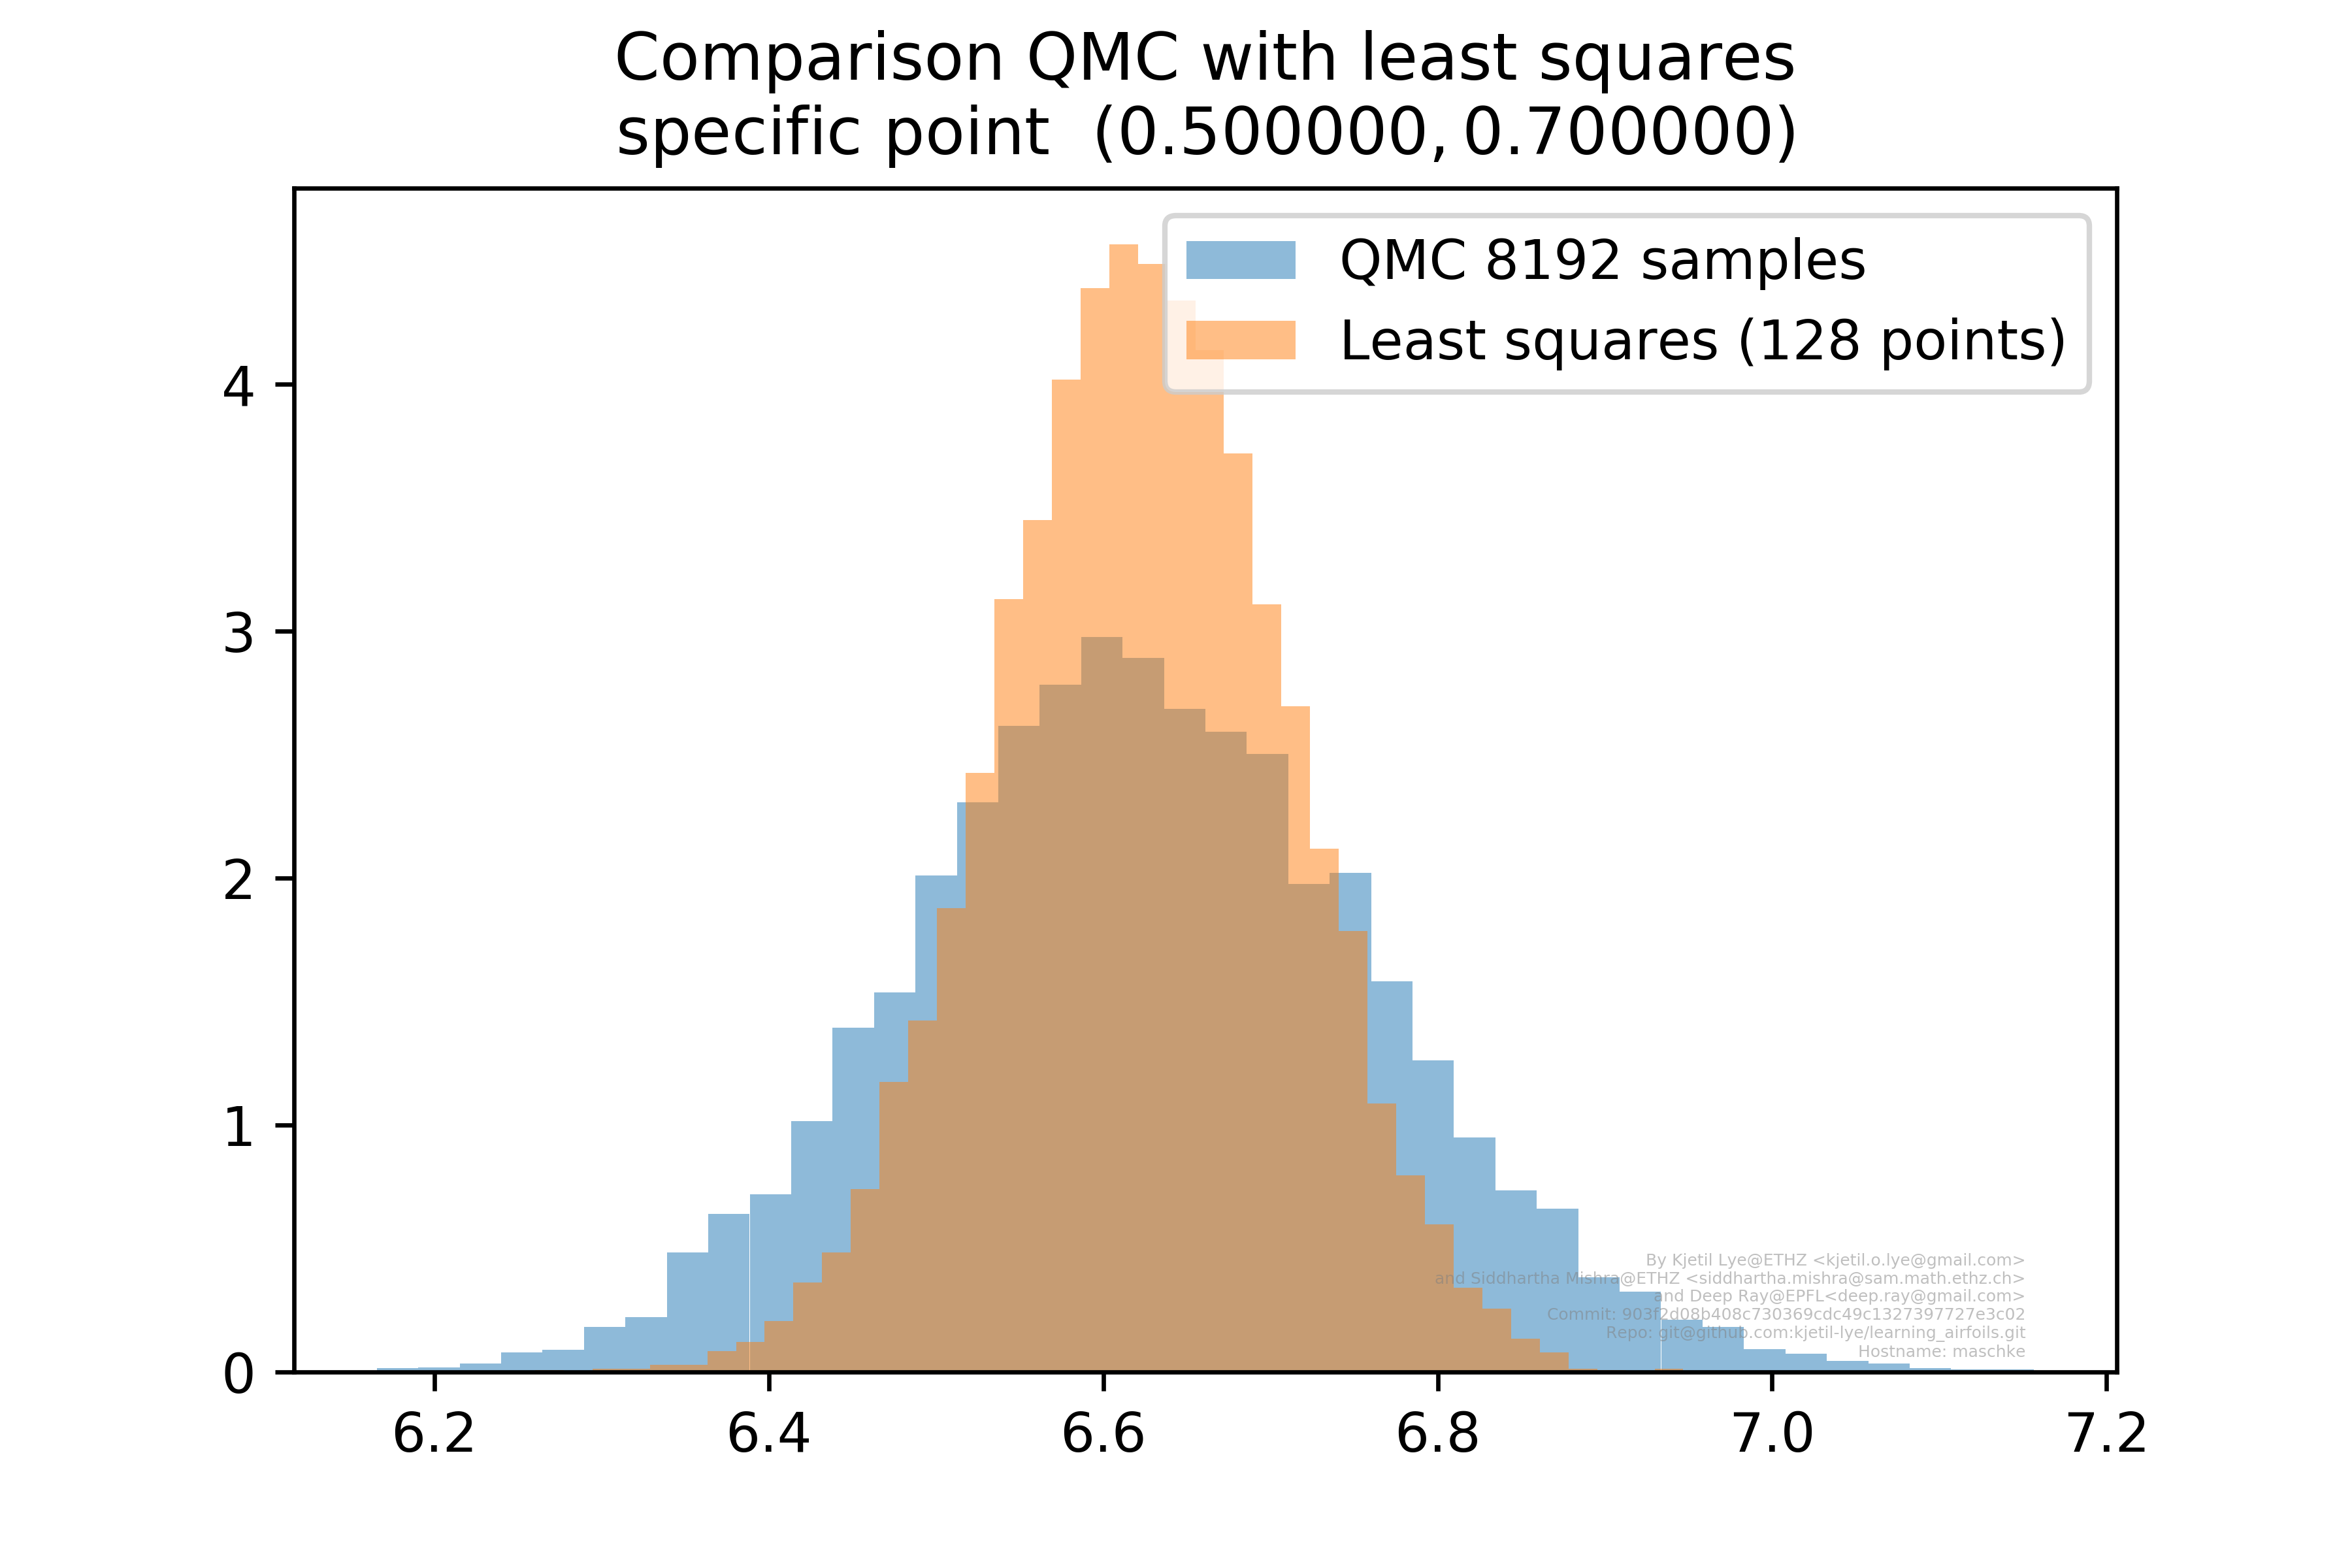 Comparison QMC with least squares
specific point (0.500000, 0.700000)
QMC 8192 samples
Least squares (128 points)
4
3
2
1
0
By Kjetil Lye@ETHZ <kjetil.o.lye@gmail.com>
and Siddhartha Mishra@ETHZ <siddhartha.mishra@sam.math.ethz.ch>
and Deep Ray@EPFL<deep.ray@gmail.com>
Commit: 903f2d08b408c730369cdc49c1327397727e3c02
Repo: git@github.com:kjetil-lye/learning_airfoils.git
Hostname: maschke
6.2 6.4 6.6 6.8 7.0 7.2